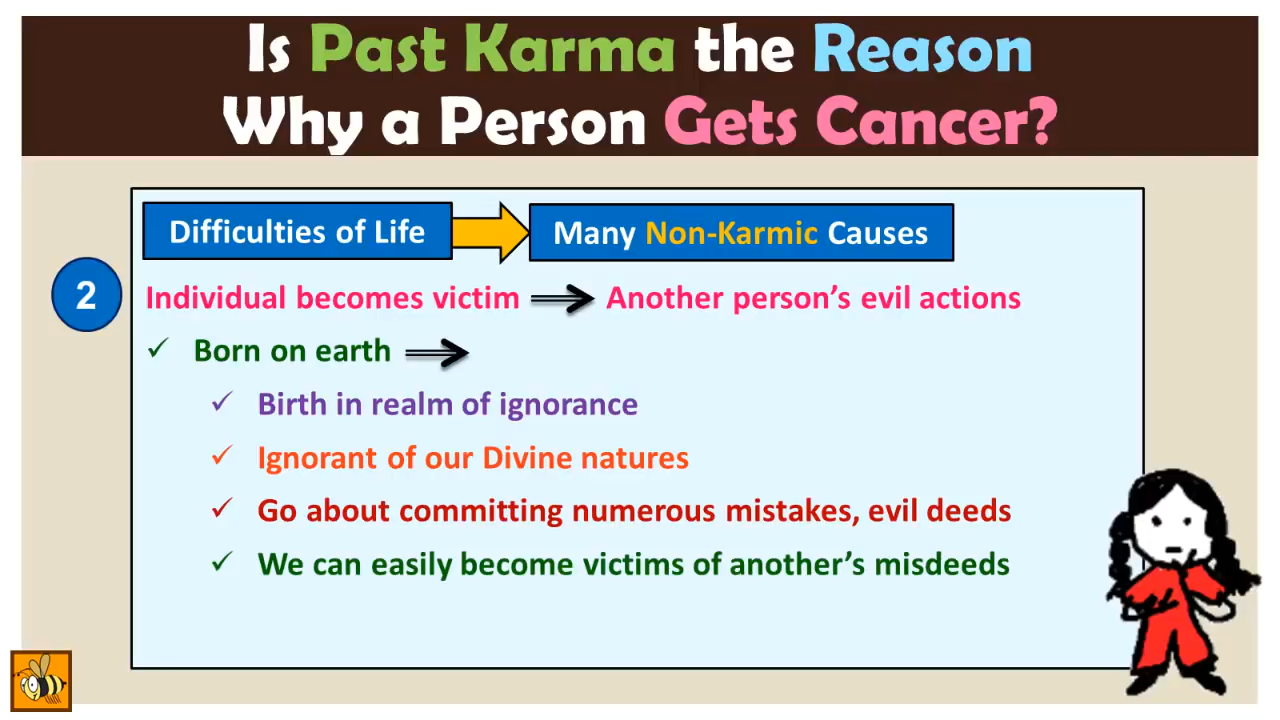 Is Past Karma the Reason
Why a Person Gets Cancer?
Difficulties of Life
Many Non-Karmic Causes
2
Individual becomes victim
Another person's evil actions
✓ Born on earth
✓ Birth in realm of ignorance
✓ Ignorant of our Divine natures
✓ Go about committing numerous mistakes, evil deeds
✓ We can easily become victims of another's misdeeds